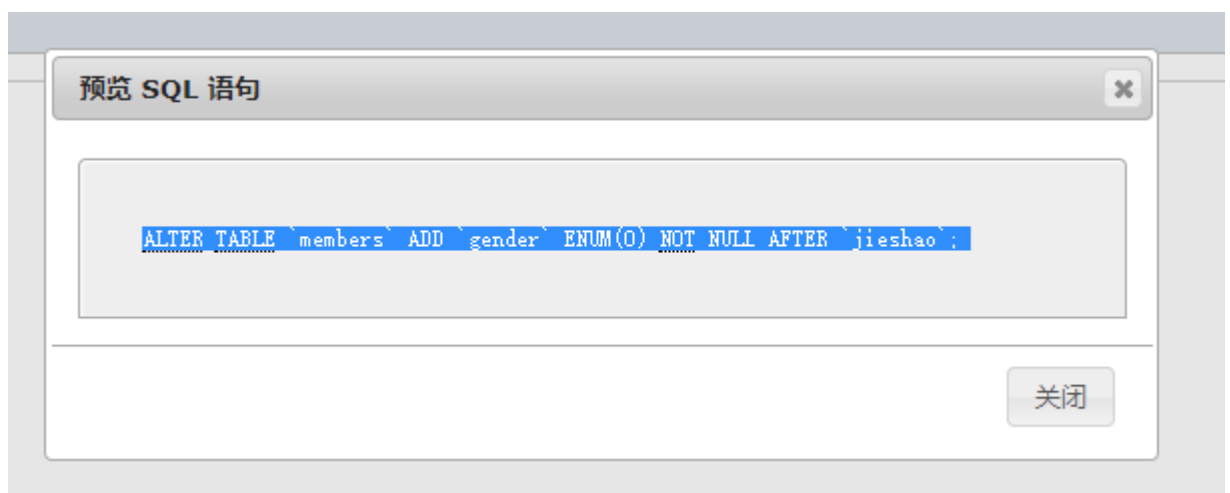 预览 SQL 语句
ALTER TABLE `members` ADD `gender` ENUM(0) NOT NULL AFTER `jieshao`;
关闭